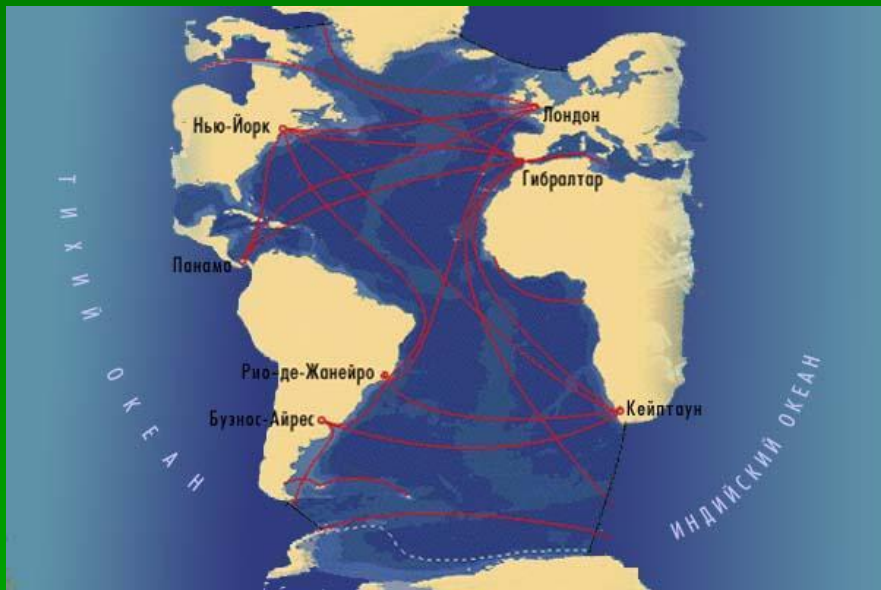 Лондон
Нью-Йорк
Гибралтар
ТИХИЙ ОКЕАН
Панама
Рио-де-Жанейро
Бузнос-Айрес
Кейптаун
ИНДИЙСКИЙ ОКЕАН